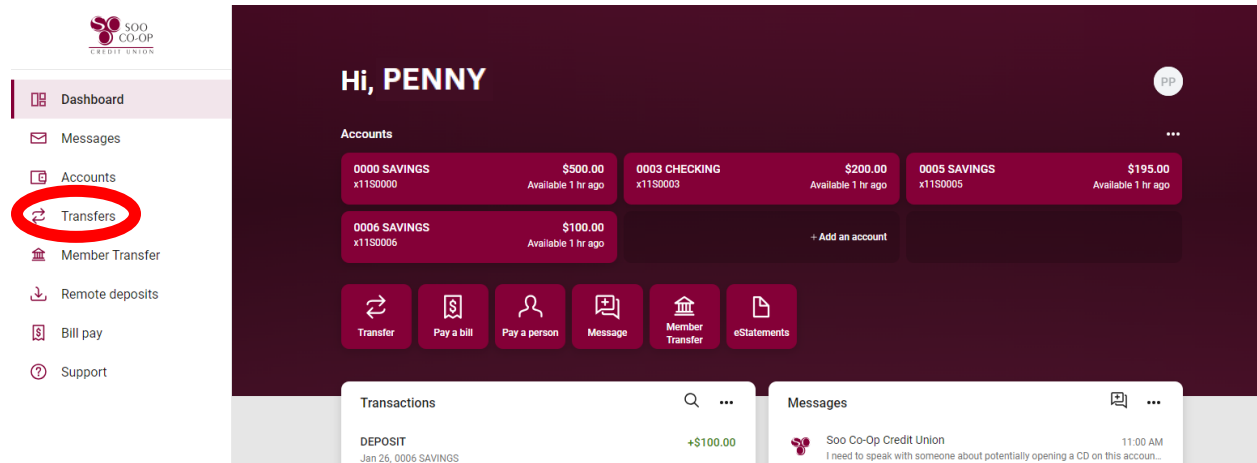 SOO
CO-OP
CREDIT UNION
Dashboard
Messages
Accounts
Transfers
Member Transfer
Remote deposits
Bill pay
Support
Hi, PENNY
PP
Accounts
0000 SAVINGS $500.00
x11S0000 Available 1 hr ago
0003 CHECKING $200.00
x11S0003 Available 1 hr ago
0005 SAVINGS $195.00
x11S0005 Available 1 hr ago
0006 SAVINGS $100.00
x11S0006 Available 1 hr ago
+ Add an account
Transfer
Pay a bill
Pay a person
Message
Member
Transfer
eStatements
Transactions
DEPOSIT +$100.00
Jan 26, 0006 SAVINGS
Messages
Soo Co-Op Credit Union 11:00 AM
I need to speak with someone about potentially opening a CD on this accoun...